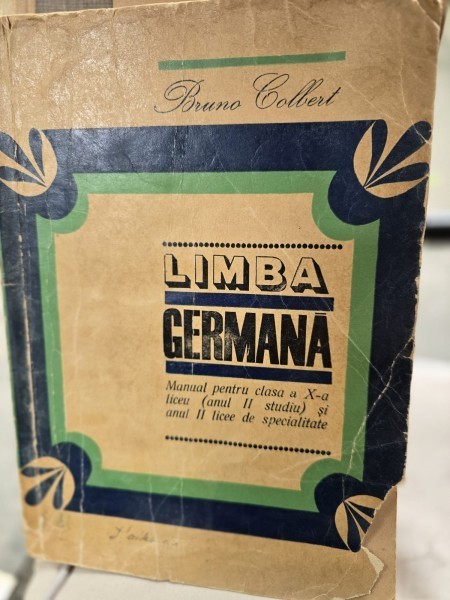 Bruno Colbert
LIMBA
GERMANĂ
Manual pentru clasa a X-a
liceu (anul II studiu) și
anul II licee de specialitate